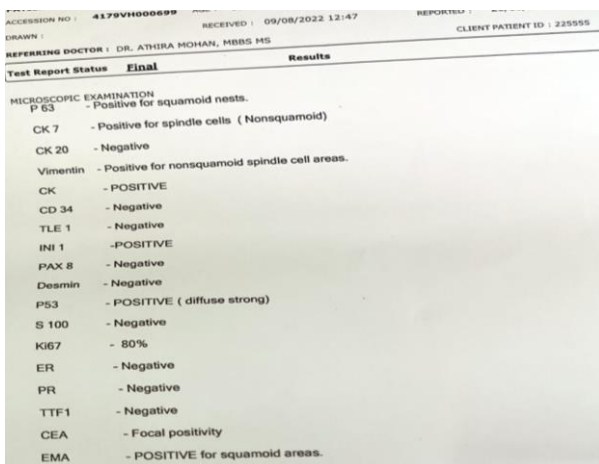 ACCESSION NO : 4179VH000699
RECEIVED : 09/08/2022 12:47
REPORTED :
DRAWN :
CLIENT PATIENT ID : 225555
REFERRING DOCTOR : DR. ATHIRA MOHAN, MBBS MS
Test Report Status Final Results
MICROSCOPIC EXAMINATION
P 63 - Positive for squamoid nests.
CK 7 - Positive for spindle cells ( Nonsquamoid)
CK 20 - Negative
Vimentin - Positive for nonsquamoid spindle cell areas.
CK - POSITIVE
CD 34 - Negative
TLE 1 - Negative
INI 1 -POSITIVE
PAX 8 - Negative
Desmin - Negative
P53 - POSITIVE ( diffuse strong)
S 100 - Negative
Ki67 - 80%
ER - Negative
PR - Negative
TTF1 - Negative
CEA - Focal positivity
EMA - POSITIVE for squamoid areas.